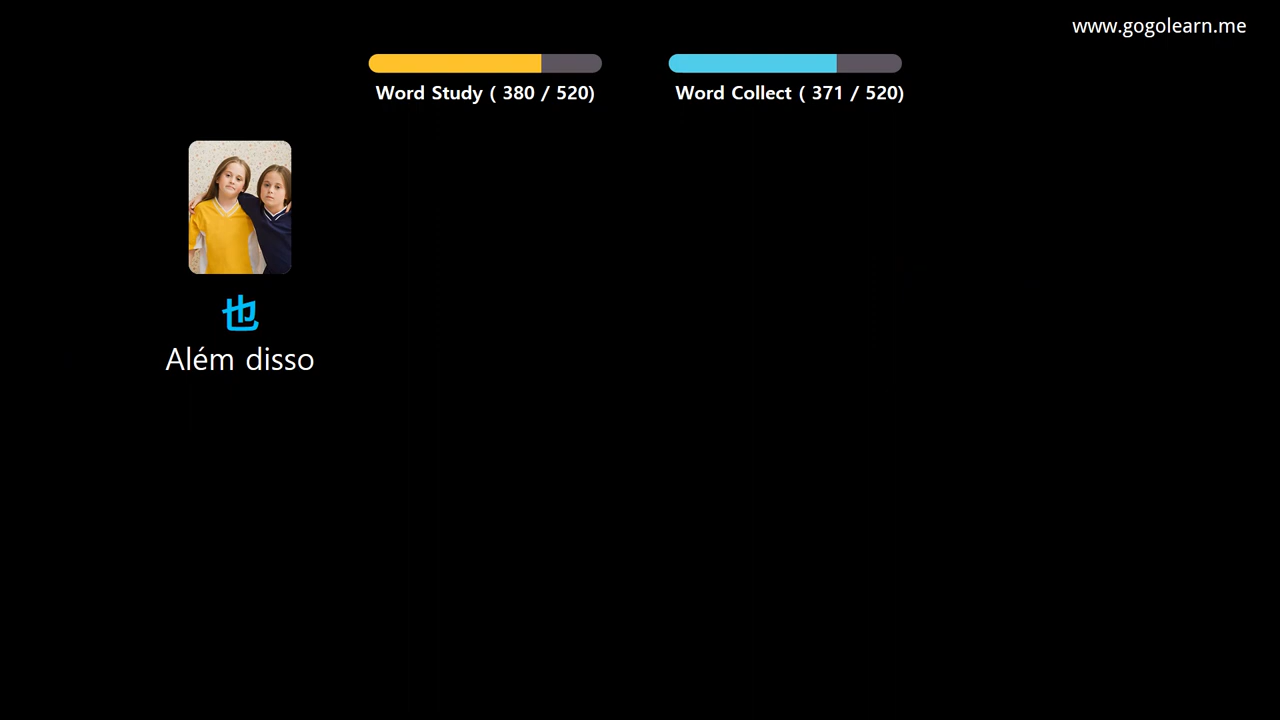 www.gogolearn.me
Word Study ( 380 / 520)
Word Collect ( 371 / 520)
也
Além disso